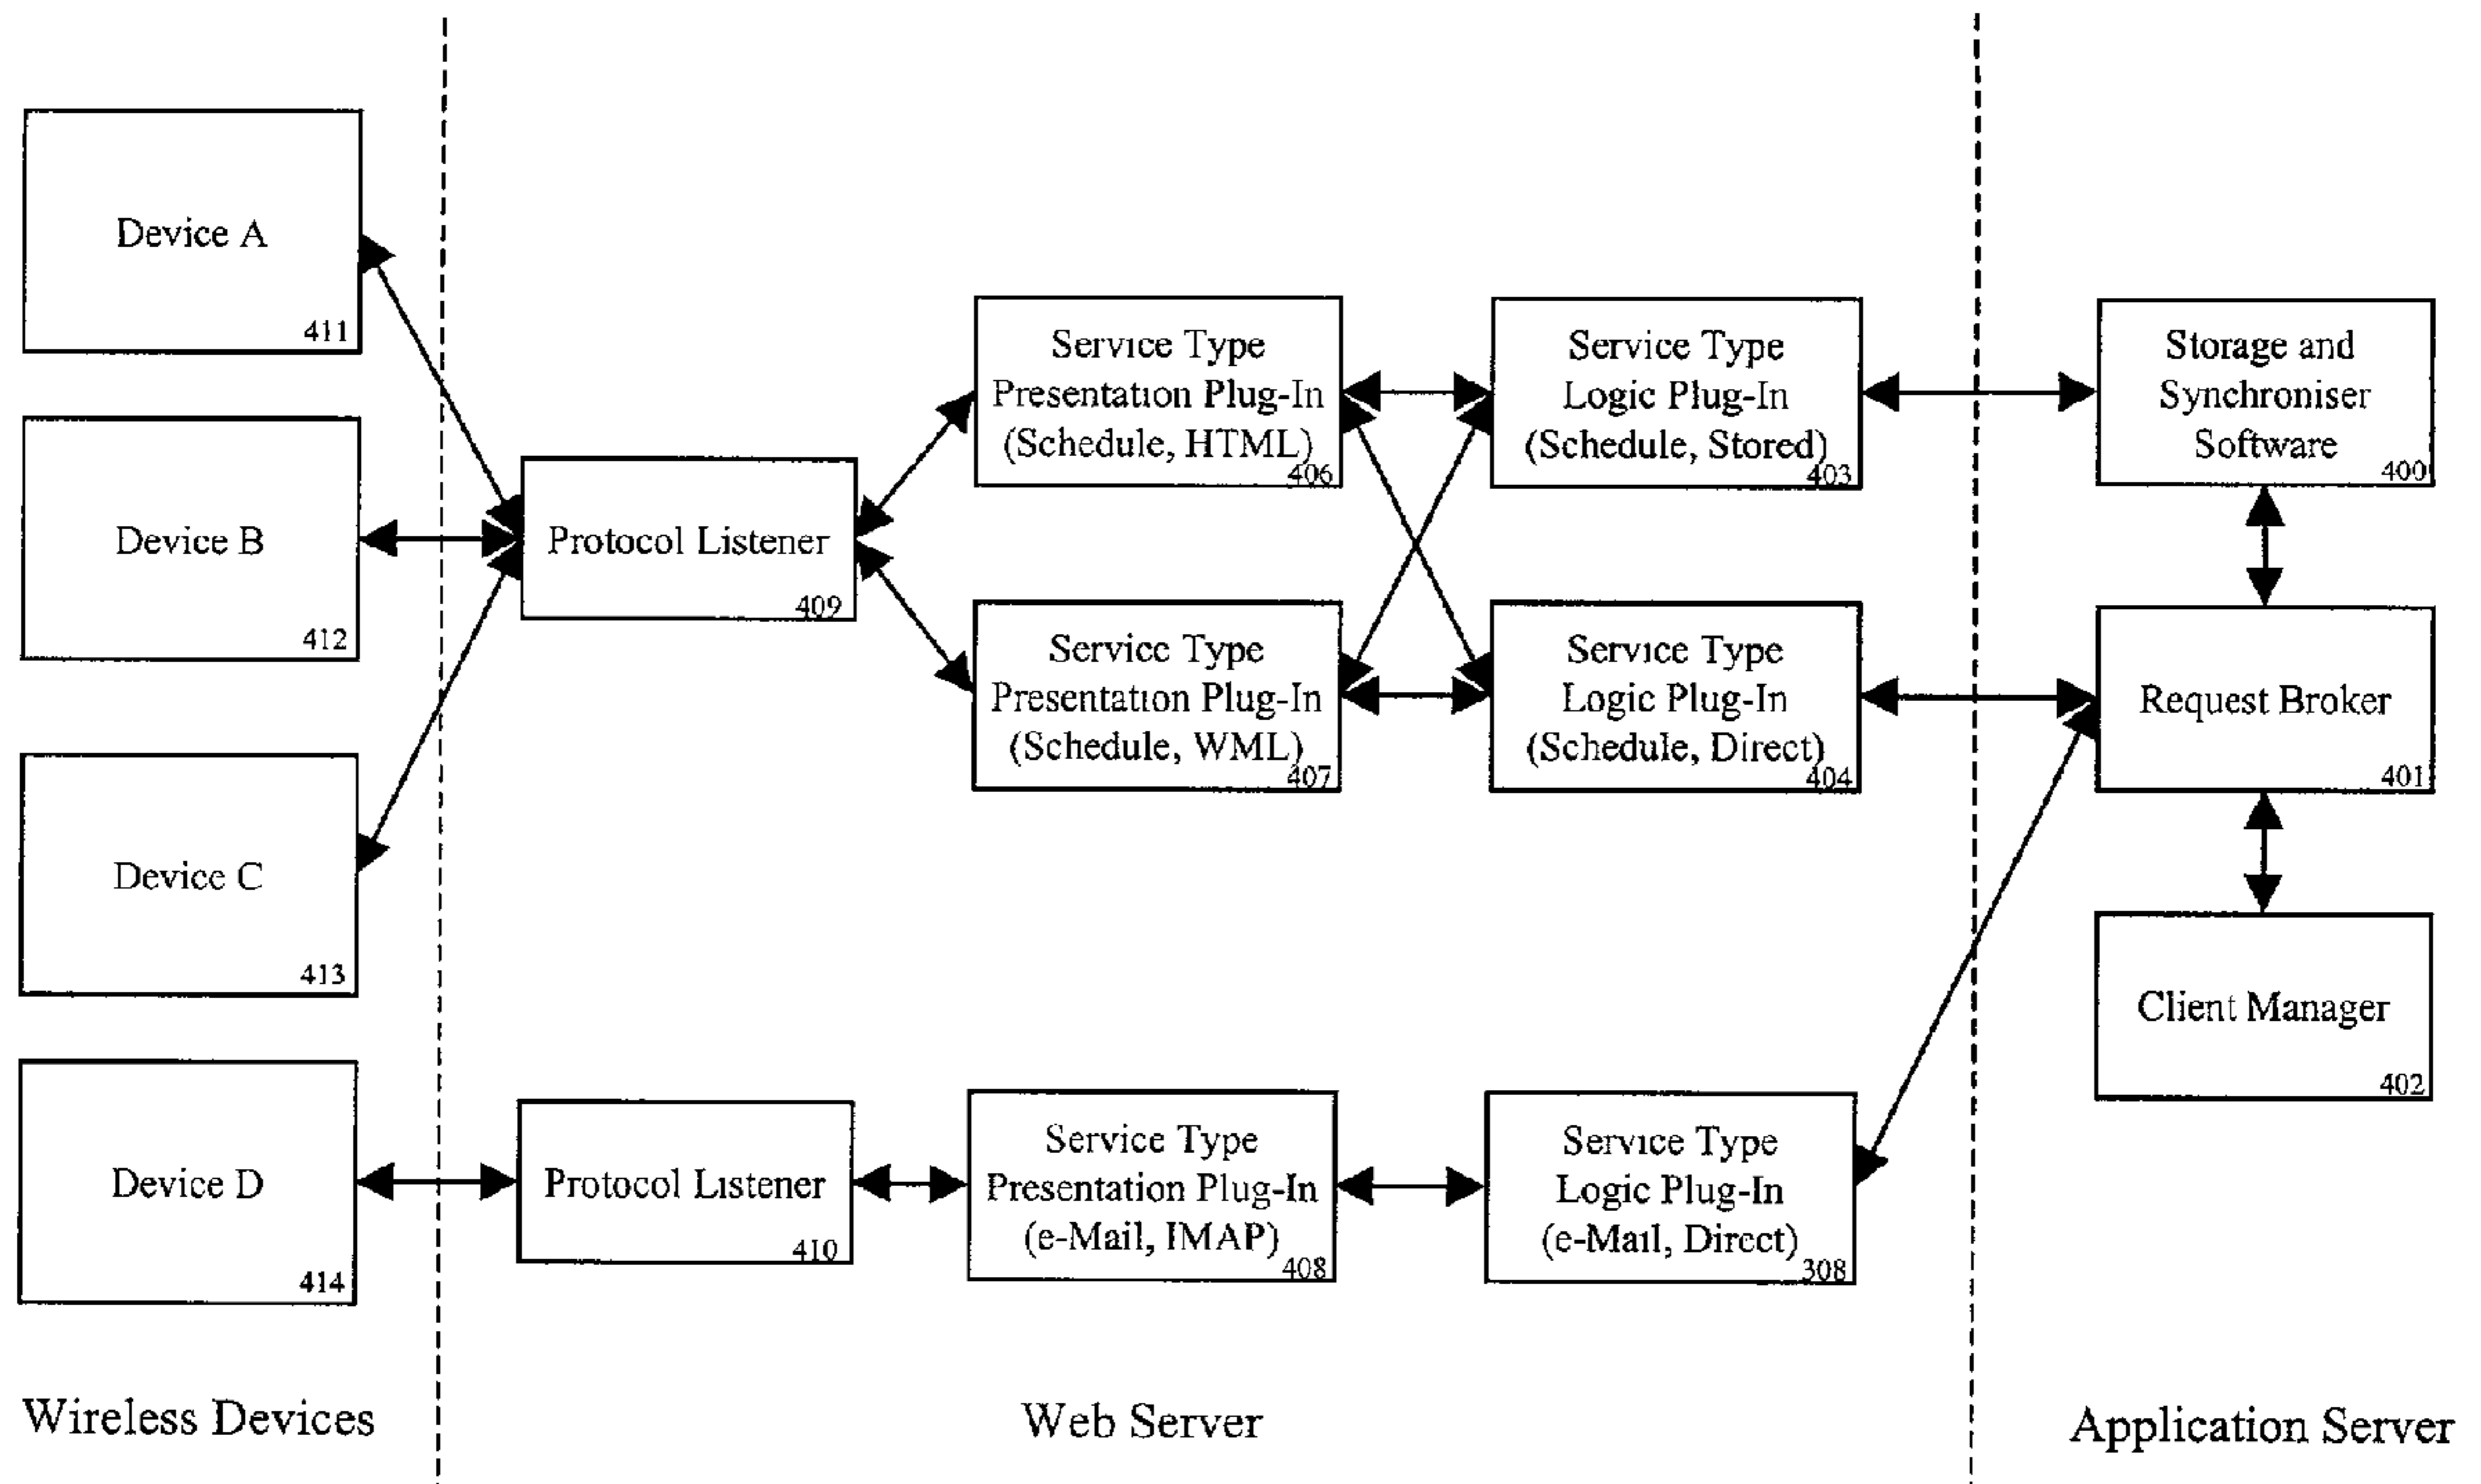 Device A
411
Device B
412
Device C
413
Device D
414
Wireless Devices
Protocol Listener
409
Protocol Listener
410
Service Type
Presentation Plug-In
(Schedule, HTML)
406
Service Type
Presentation Plug-In
(Schedule, WML)
407
Service Type
Presentation Plug-In
(e-Mail, IMAP)
408
Service Type
Logic Plug-In
(Schedule, Stored)
403
Service Type
Logic Plug-In
(Schedule, Direct)
404
Service Type
Logic Plug-In
(e-Mail, Direct)
308
Web Server
Storage and
Synchroniser
Software
400
Request Broker
401
Client Manager
402
Application Server